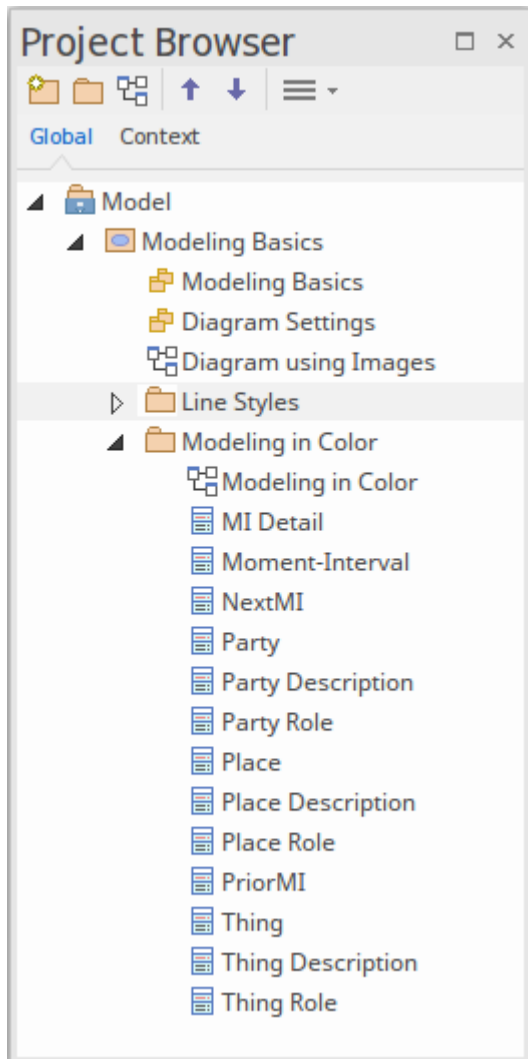 Project Browser
Global Context
Model
Modeling Basics
Modeling Basics
Diagram Settings
Diagram using Images
Line Styles
Modeling in Color
Modeling in Color
MI Detail
Moment-Interval
NextMI
Party
Party Description
Party Role
Place
Place Description
Place Role
PriorMI
Thing
Thing Description
Thing Role